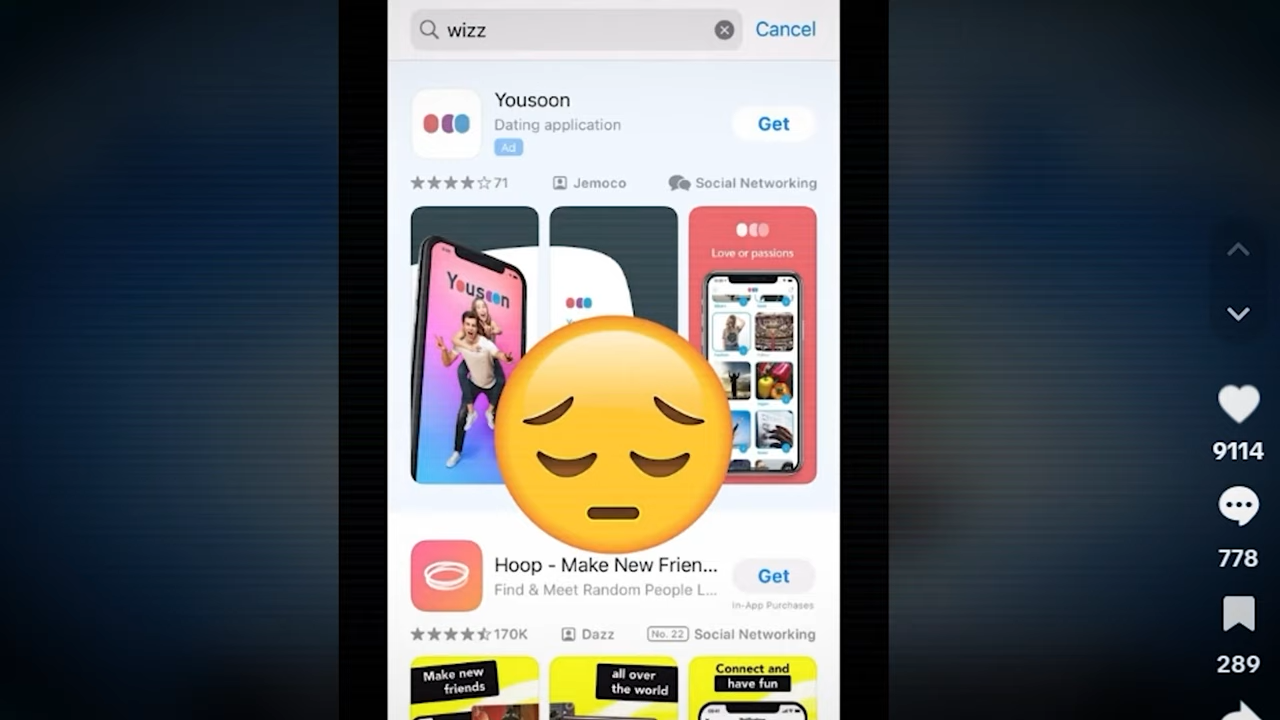 wizz
Cancel
Yousoon
Dating application
Ad
Get
71
Jemoco
Social Networking
Yousoon
Love or passions
Hoop - Make New Frien...
Find & Meet Random People L...
Get
In-App Purchases
170K
Dazz
No. 22
Social Networking
Make new
friends
all over
the world
Connect and
have fun
9114
778
289